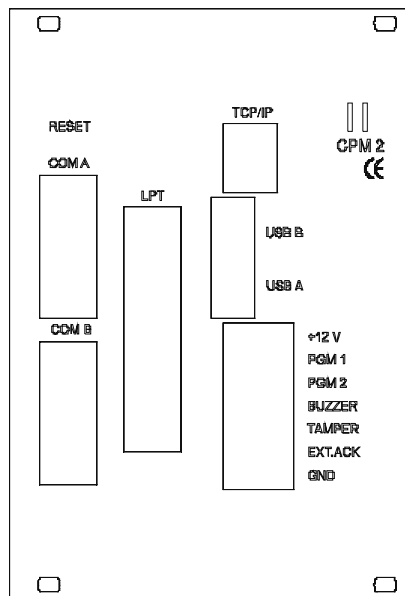 TCP/IP
RESET
CPM 2
COM A
CE
LPT
USB B
USB A
COM B
+12 V
PGM 1
PGM 2
BUZZER
TAMPER
EXT.ACK
GND